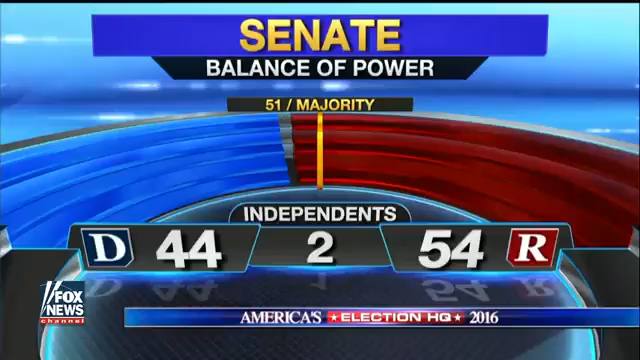 SENATE
BALANCE OF POWER
51 / MAJORITY
INDEPENDENTS
D 44 2 54 R
FOX
NEWS
channel
AMERICA'S ★ ELECTION HQ ★ 2016